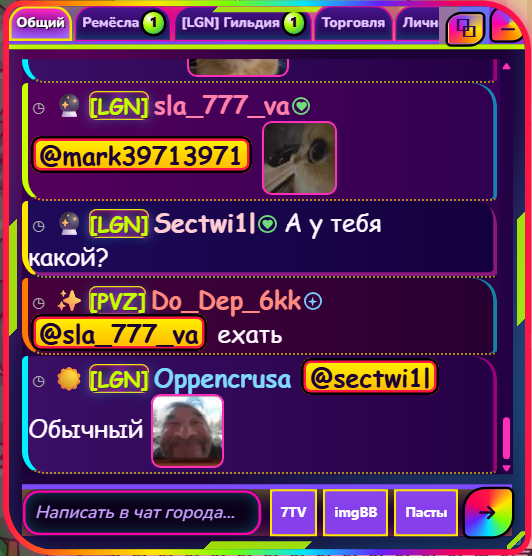 Общий Ремёсла 1 [LGN] Гильдия 1 Торговля Личн
[LGN] sla_777_va
@mark39713971
[LGN] Sectwi1l А у тебя
какой?
[PVZ] Do_Dep_6kk
@sla_777_va ехать
[LGN] Oppencrusa @sectwi1l
Обычный
Написать в чат города... 7TV imgBB Пасты